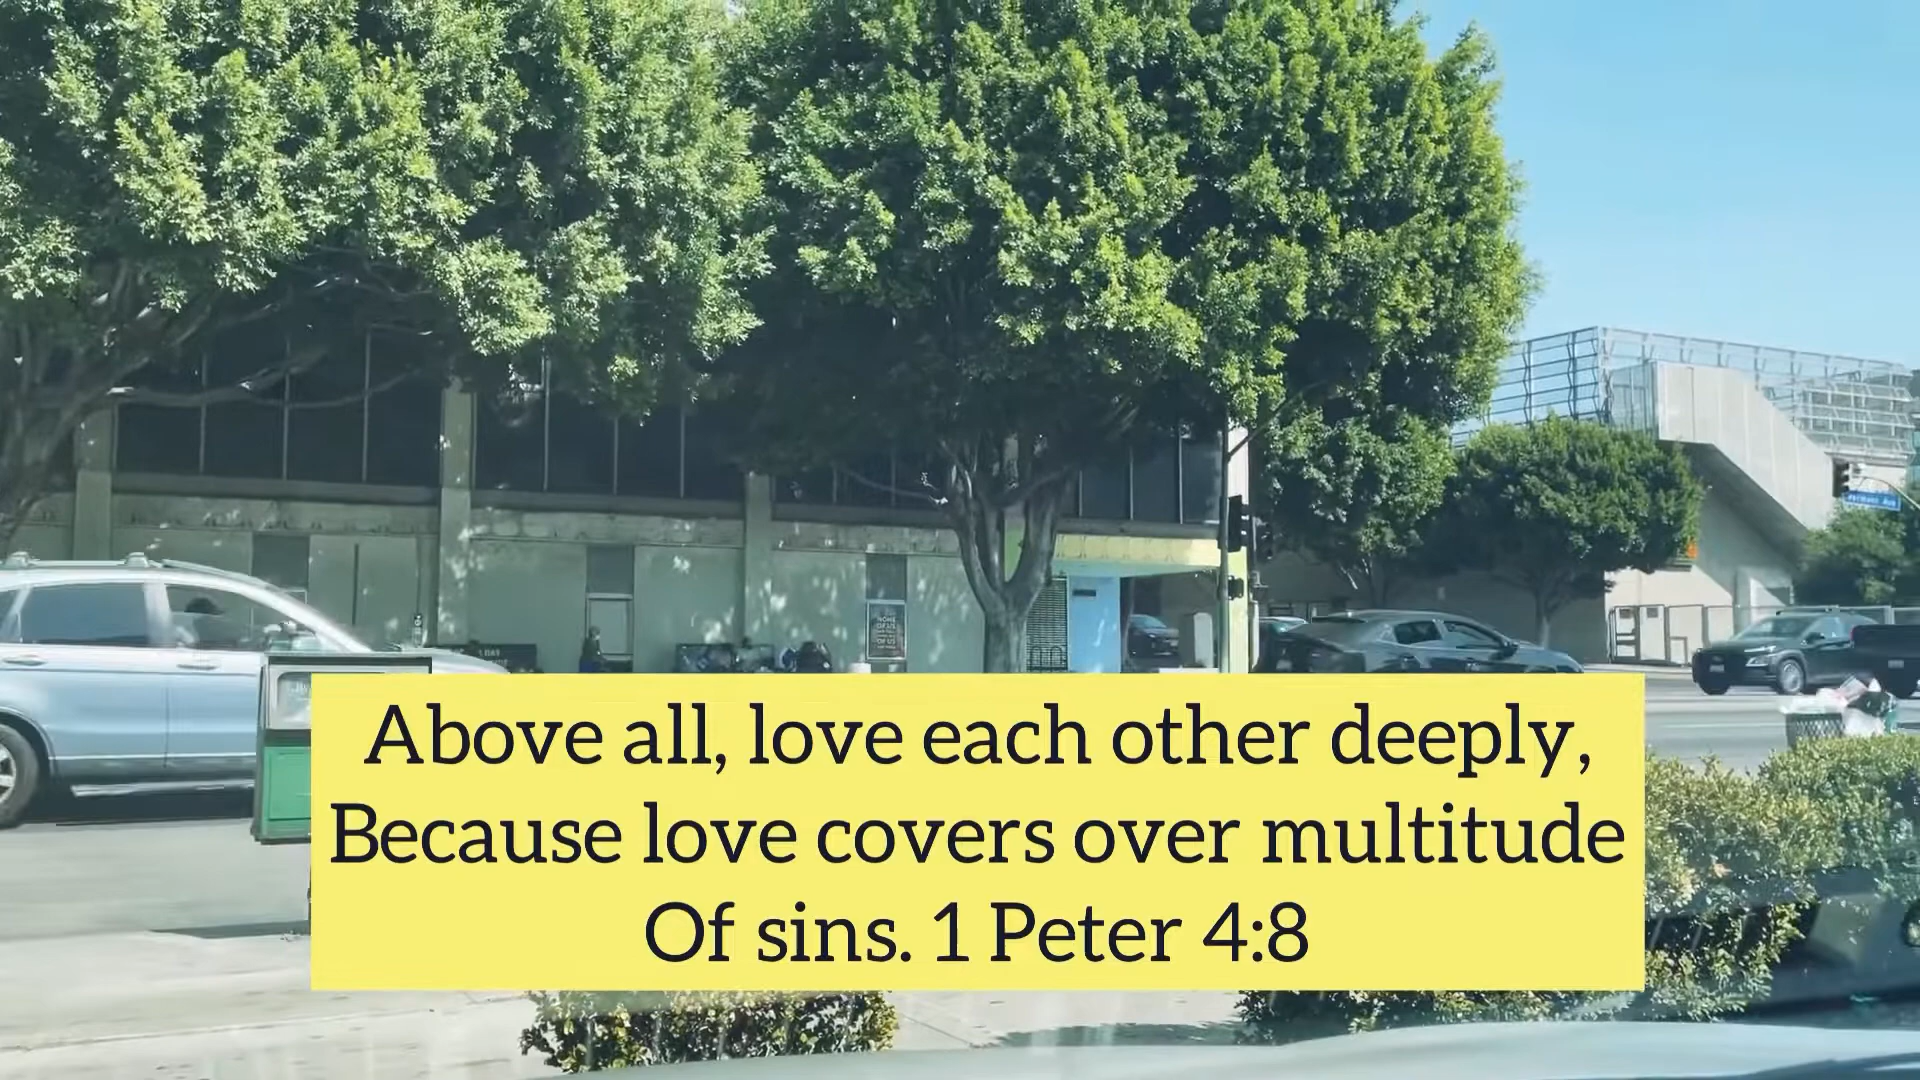 Above all, love each other deeply,
Because love covers over multitude
Of sins. 1 Peter 4:8